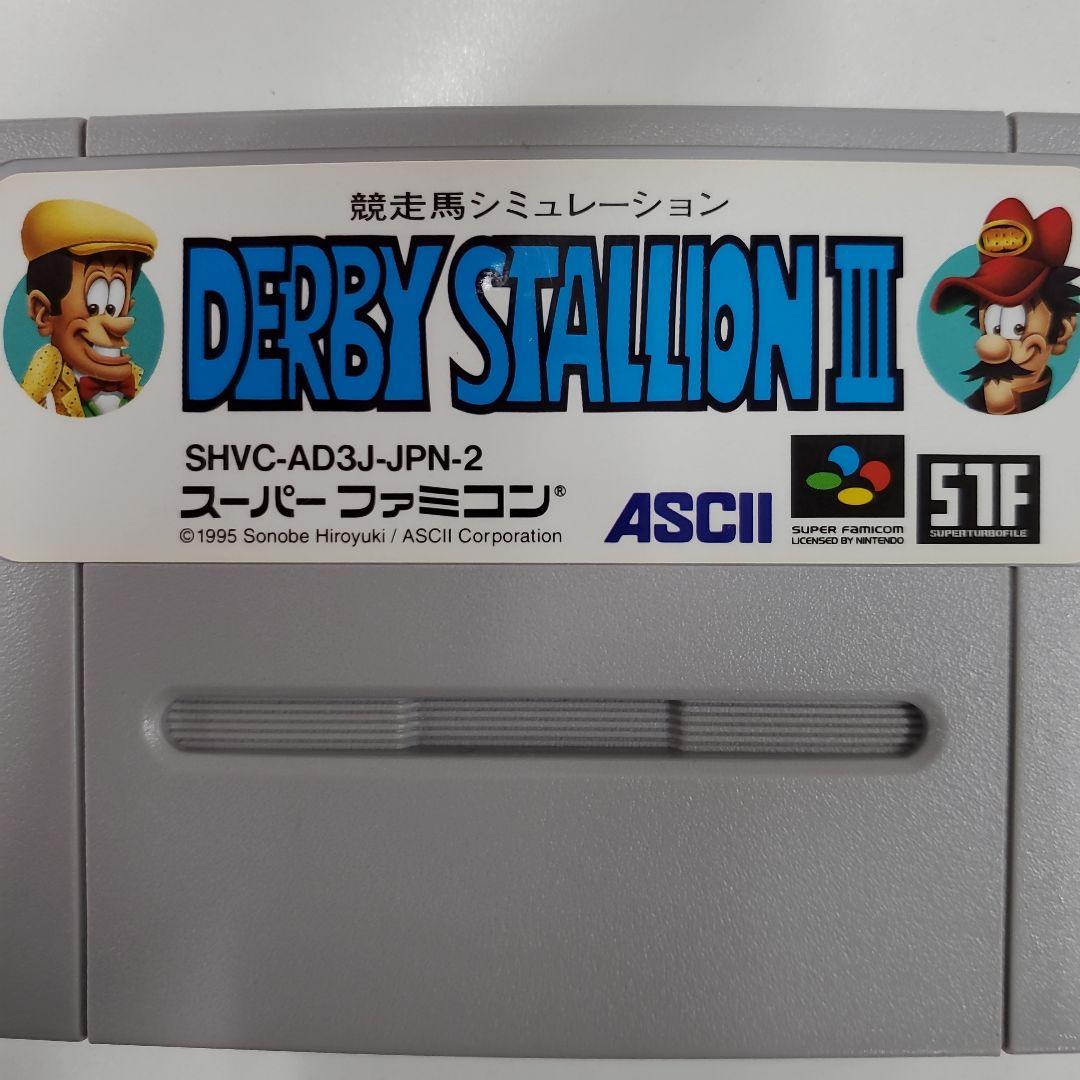 競走馬シミュレーション
DERBY STALLION III
SHVC-AD3J-JPN-2
スーパーファミコン®
©1995 Sonobe Hiroyuki / ASCII Corporation
ASCII
SUPER FAMICOM
LICENSED BY NINTENDO
STF
SUPERTURBOFILE
DERBY